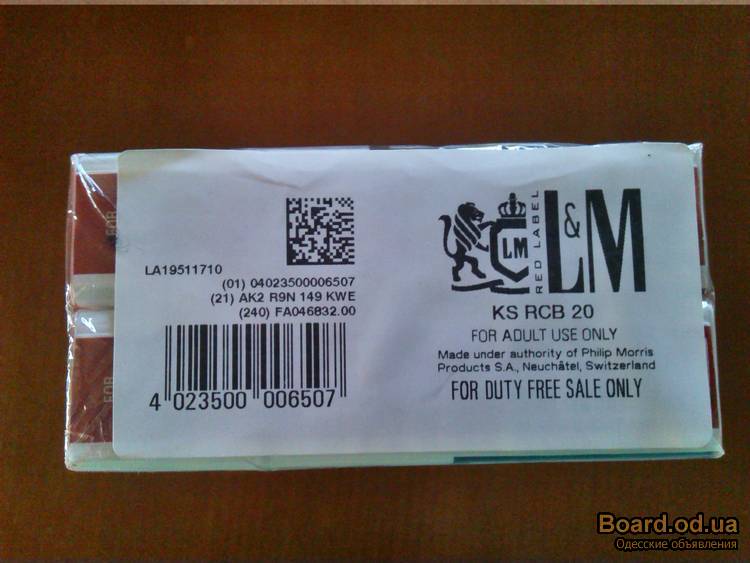 FOR
FOR
LA19511710
(01) 04023500006507
(21) AK2 R9N 149 KWE
(240) FA046832.00
4 023500 006507
LM
RED LABEL
L&M
KS RCB 20
FOR ADULT USE ONLY
Made under authority of Philip Morris
Products S.A., Neuchâtel, Switzerland
FOR DUTY FREE SALE ONLY
Board.od.ua
Одесские объявления